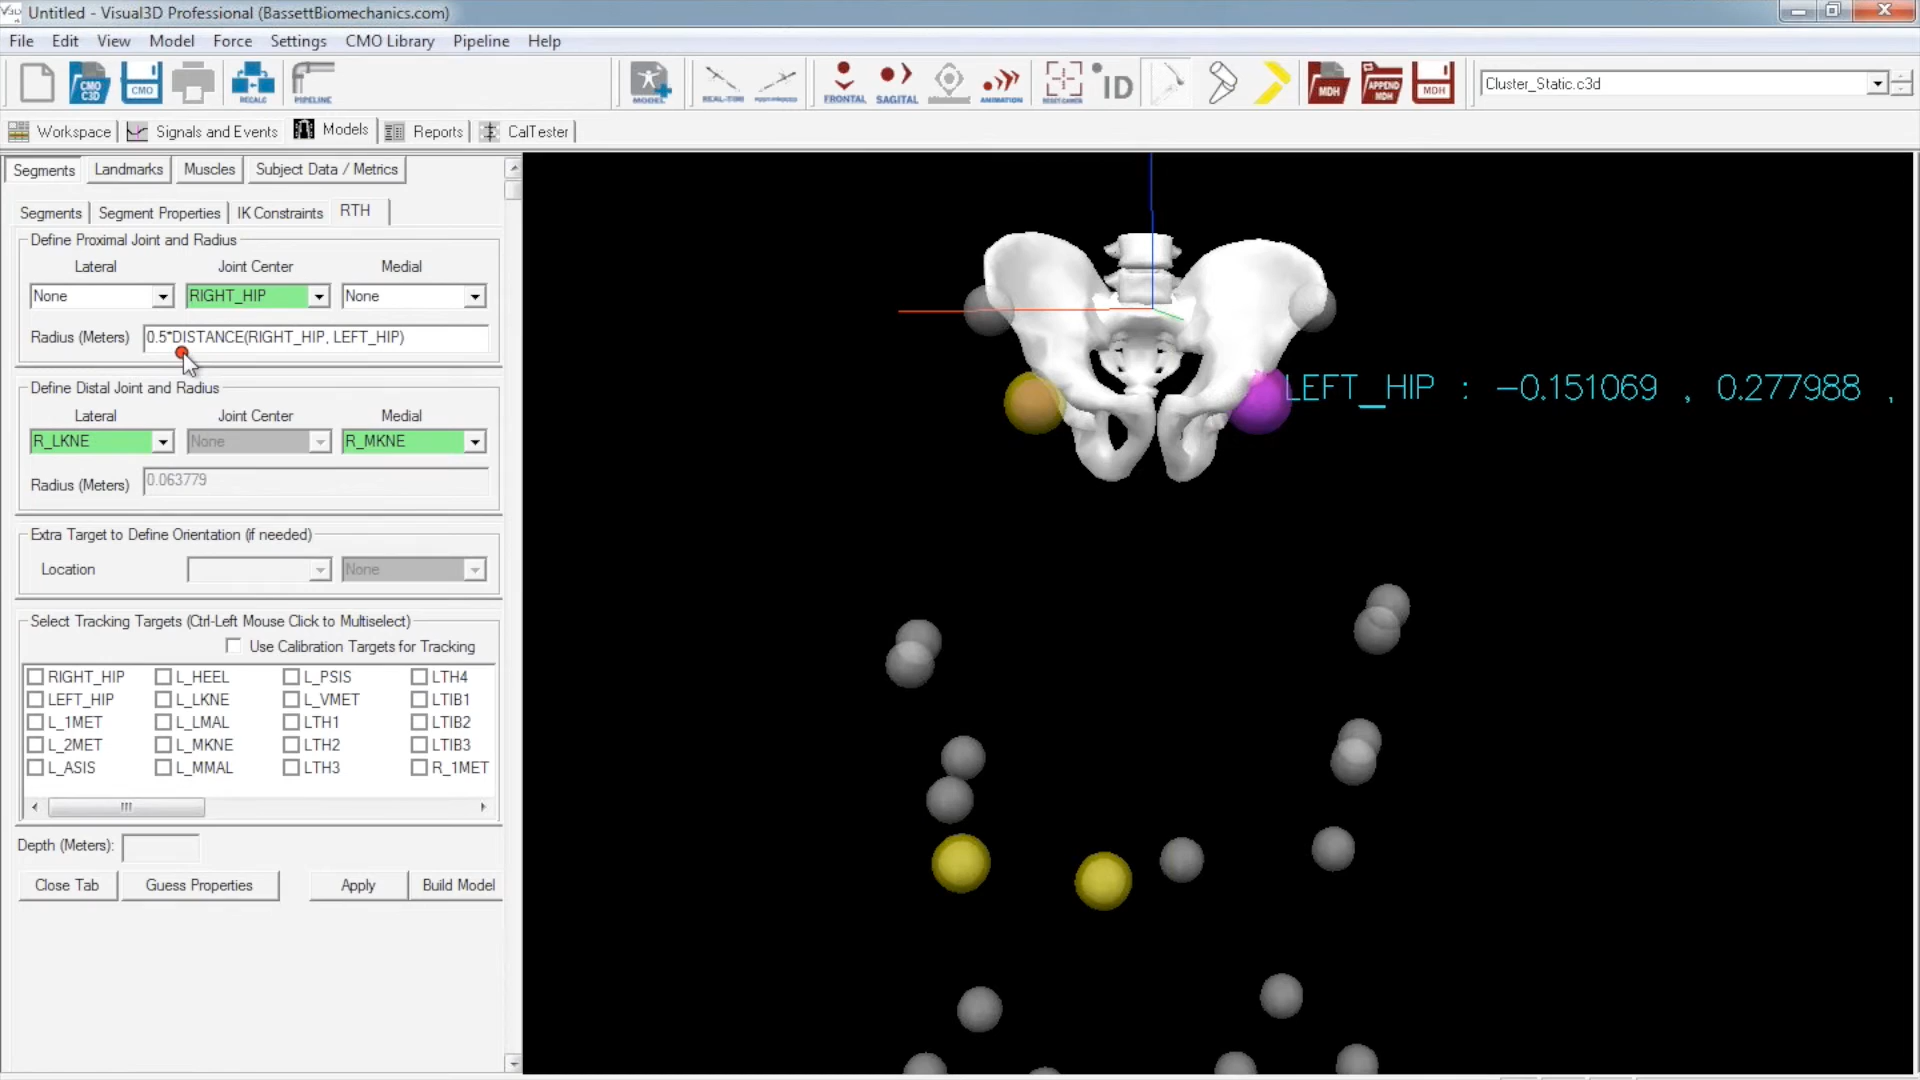 Untitled - Visual3D Professional (BassettBiomechanics.com)
File Edit View Model Force Settings CMO Library Pipeline Help
CMO C3D CMO RECALC PIPELINE MODEL FRONTAL SAGITAL ANIMATION ID MDH APPEND MDH MDH Cluster_Static.c3d
Workspace Signals and Events Models Reports CalTester
Segments Landmarks Muscles Subject Data / Metrics
Segments Segment Properties IK Constraints RTH
Define Proximal Joint and Radius
Lateral Joint Center Medial
None RIGHT_HIP None
Radius (Meters) 0.5*DISTANCE(RIGHT_HIP, LEFT_HIP)
Define Distal Joint and Radius
Lateral Joint Center Medial
R_LKNE None R_MKNE
Radius (Meters) 0.063779
Extra Target to Define Orientation (if needed)
Location None
Select Tracking Targets (Ctrl-Left Mouse Click to Multiselect)
Use Calibration Targets for Tracking
RIGHT_HIP L_HEEL L_PSIS LTH4
LEFT_HIP L_LKNE L_VMET LTIB1
L_1MET L_LMAL LTH1 LTIB2
L_2MET L_MKNE LTH2 LTIB3
L_ASIS L_MMAL LTH3 R_1MET
Depth (Meters):
Close Tab Guess Properties Apply Build Model
LEFT_HIP : -0.151069 , 0.277988 ,